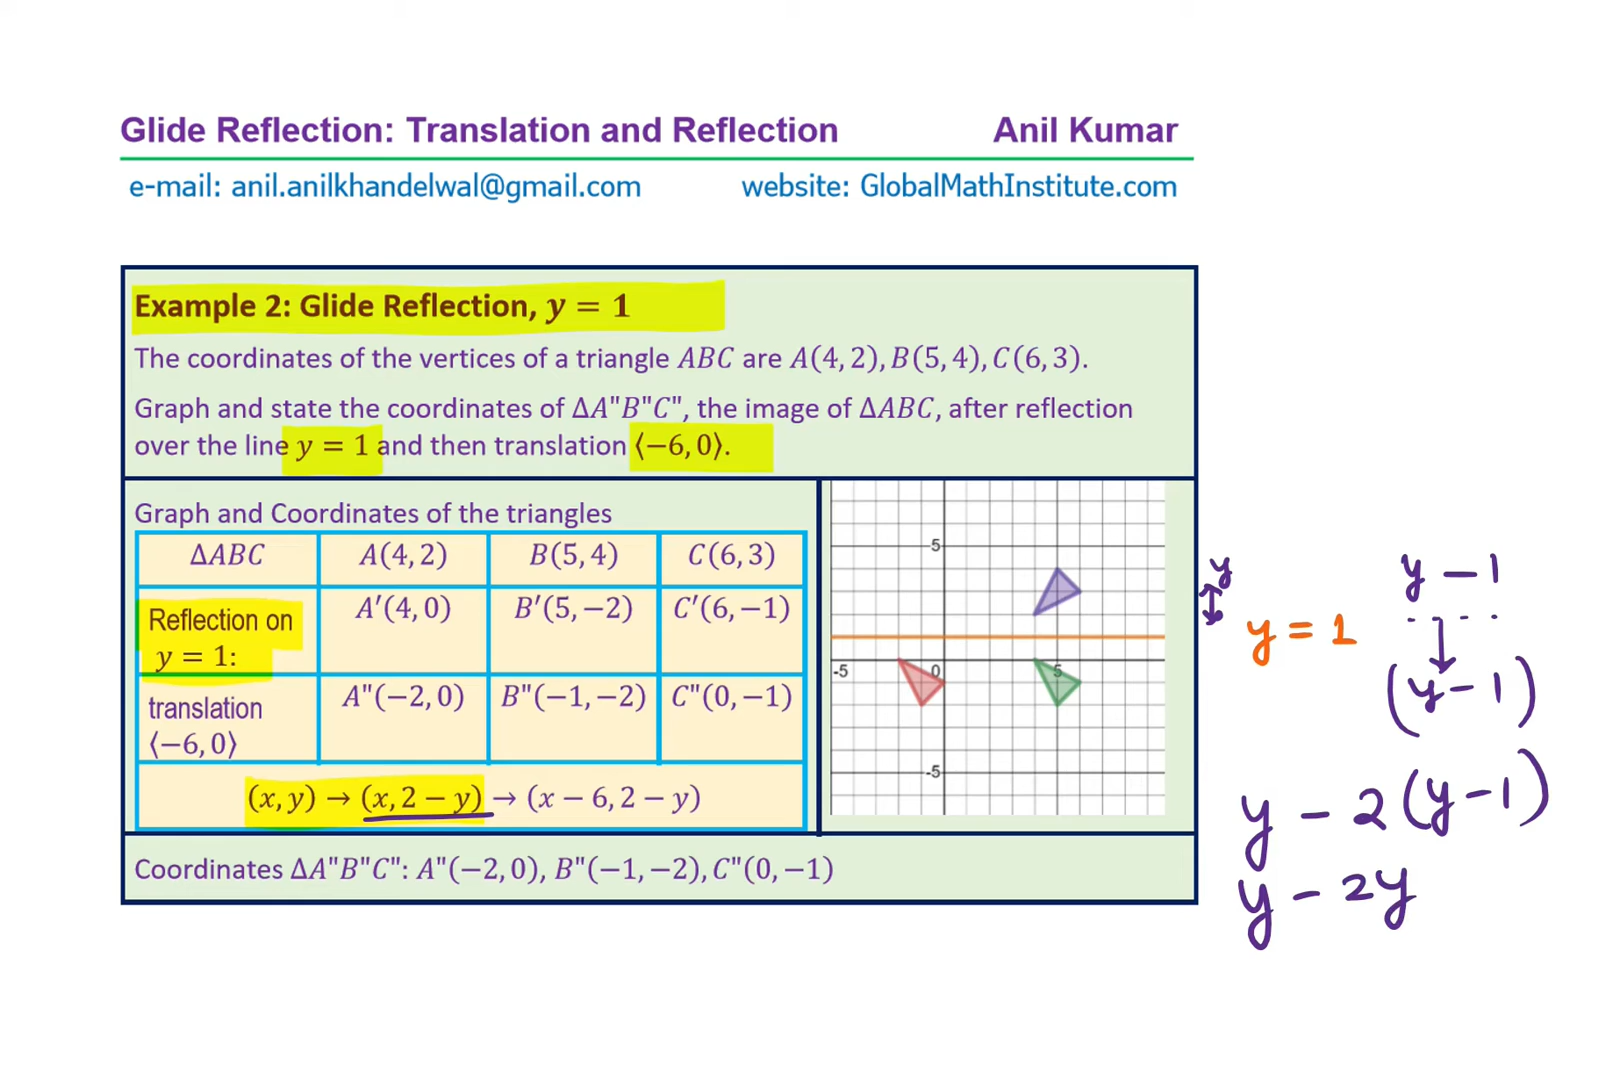 Glide Reflection: Translation and Reflection Anil Kumar
e-mail: anil.anilkhandelwal@gmail.com website: GlobalMathInstitute.com
Example 2: Glide Reflection, y = 1
The coordinates of the vertices of a triangle ABC are A(4, 2), B(5, 4), C(6, 3).
Graph and state the coordinates of ΔA"B"C", the image of ΔABC, after reflection
over the line y = 1 and then translation ⟨−6, 0⟩.
Graph and Coordinates of the triangles
ΔABC A(4, 2) B(5, 4) C(6, 3)
Reflection on A′(4, 0) B′(5, −2) C′(6, −1)
y = 1:
translation A"(−2, 0) B"(−1, −2) C"(0, −1)
⟨−6, 0⟩
(x, y) → (x, 2 − y) → (x − 6, 2 − y)
Coordinates ΔA"B"C": A"(−2, 0), B"(−1, −2), C"(0, −1)
5
-5 0 5
-5
y
y = 1
y − 1
(y − 1)
y − 2(y − 1)
y − 2y